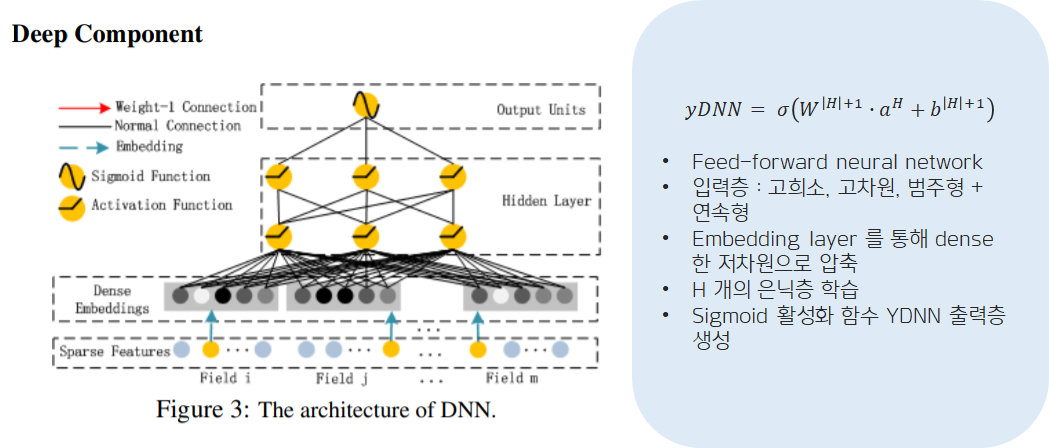 Deep Component
Weight-1 Connection
Normal Connection
Embedding
Sigmoid Function
Activation Function
Output Units
Hidden Layer
Dense
Embeddings
...
Sparse Features
... ... ... ...
Field i Field j ... Field m
Figure 3: The architecture of DNN.
yDNN = σ(W^{|H|+1} · a^H + b^{|H|+1})
• Feed-forward neural network
• 입력층 : 고희소, 고차원, 범주형 +
연속형
• Embedding layer 를 통해 dense
한 저차원으로 압축
• H 개의 은닉층 학습
• Sigmoid 활성화 함수 YDNN 출력층
생성